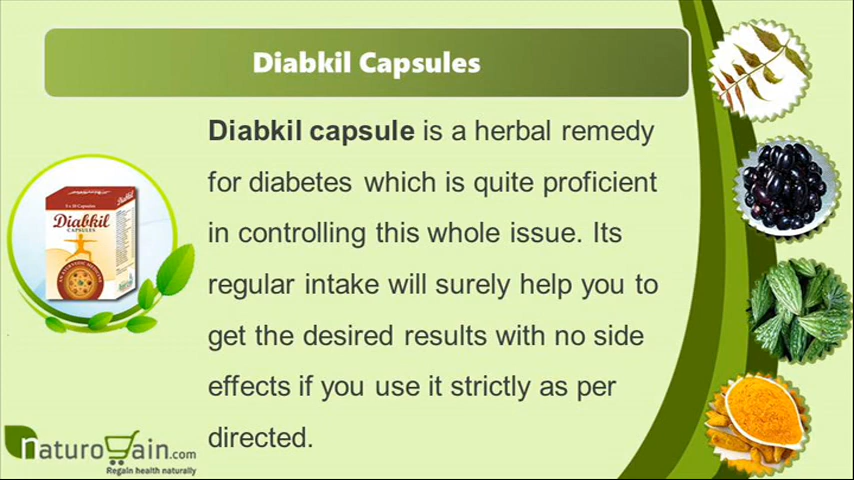 Diabkil Capsules
Diabkil capsule is a herbal remedy
for diabetes which is quite proficient
in controlling this whole issue. Its
regular intake will surely help you to
get the desired results with no side
effects if you use it strictly as per
directed.
Diabkil
CAPSULES
naturogain.com
Regain health naturally